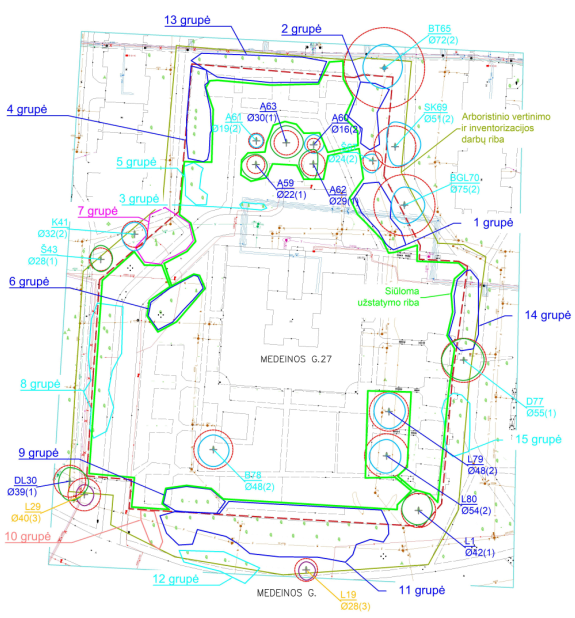 13 grupė
2 grupė
BT65
Ø72(2)
4 grupė
A61
Ø19(2)
A63
Ø30(1)
A60
Ø16(2)
Ø24(2)
SK69
Ø51(2)
Arboristinio vertinimo
ir inventorizacijos
darbų riba
5 grupė
A59
Ø22(1)
A62
Ø29(1)
BGL70
Ø75(2)
3 grupė
7 grupė
K41
Ø32(2)
Š43
Ø28(1)
1 grupė
6 grupė
Siūloma
užstatymo riba
14 grupė
MEDEINOS G.27
8 grupė
D77
Ø55(1)
15 grupė
9 grupė
B78
Ø48(2)
L79
Ø48(2)
DL30
Ø39(1)
L29
Ø40(3)
L80
Ø54(2)
10 grupė
L1
Ø42(1)
12 grupė
11 grupė
MEDEINOS G.
L19
Ø28(3)